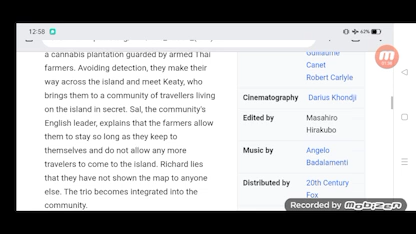 12:58
62%
a cannabis plantation guarded by armed Thai
farmers. Avoiding detection, they make their
way across the island and meet Keaty, who
brings them to a community of travellers living
on the island in secret. Sal, the community's
English leader, explains that the farmers allow
them to stay so long as they keep to
themselves and do not allow any more
travelers to come to the island. Richard lies
that they have not shown the map to anyone
else. The trio becomes integrated into the
community.
Guillaume
Canet
Robert Carlyle
Cinematography Darius Khondji
Edited by Masahiro
Hirakubo
Music by Angelo
Badalamenti
Distributed by 20th Century
Fox
Recorded by mobizen